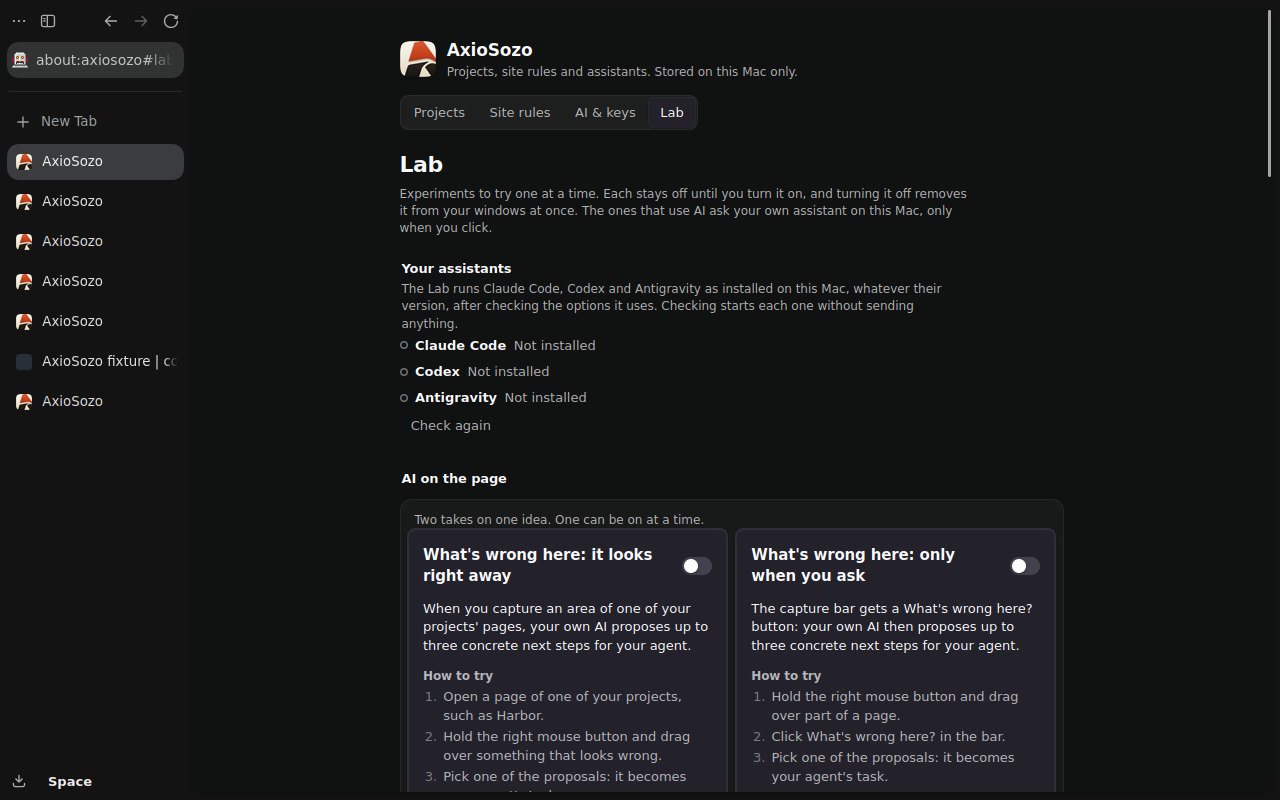 about:axiosozo#lab
New Tab
AxioSozo
AxioSozo
AxioSozo
AxioSozo
AxioSozo
AxioSozo fixture | co
AxioSozo
Space
AxioSozo
Projects, site rules and assistants. Stored on this Mac only.
Projects Site rules AI & keys Lab
Lab
Experiments to try one at a time. Each stays off until you turn it on, and turning it off removes
it from your windows at once. The ones that use AI ask your own assistant on this Mac, only
when you click.
Your assistants
The Lab runs Claude Code, Codex and Antigravity as installed on this Mac, whatever their
version, after checking the options it uses. Checking starts each one without sending
anything.
Claude Code Not installed
Codex Not installed
Antigravity Not installed
Check again
AI on the page
Two takes on one idea. One can be on at a time.
What's wrong here: it looks
right away
When you capture an area of one of your
projects' pages, your own AI proposes up to
three concrete next steps for your agent.
How to try
1. Open a page of one of your projects,
such as Harbor.
2. Hold the right mouse button and drag
over something that looks wrong.
3. Pick one of the proposals: it becomes
What's wrong here: only
when you ask
The capture bar gets a What's wrong here?
button: your own AI then proposes up to
three concrete next steps for your agent.
How to try
1. Hold the right mouse button and drag
over part of a page.
2. Click What's wrong here? in the bar.
3. Pick one of the proposals: it becomes
your agent's task.